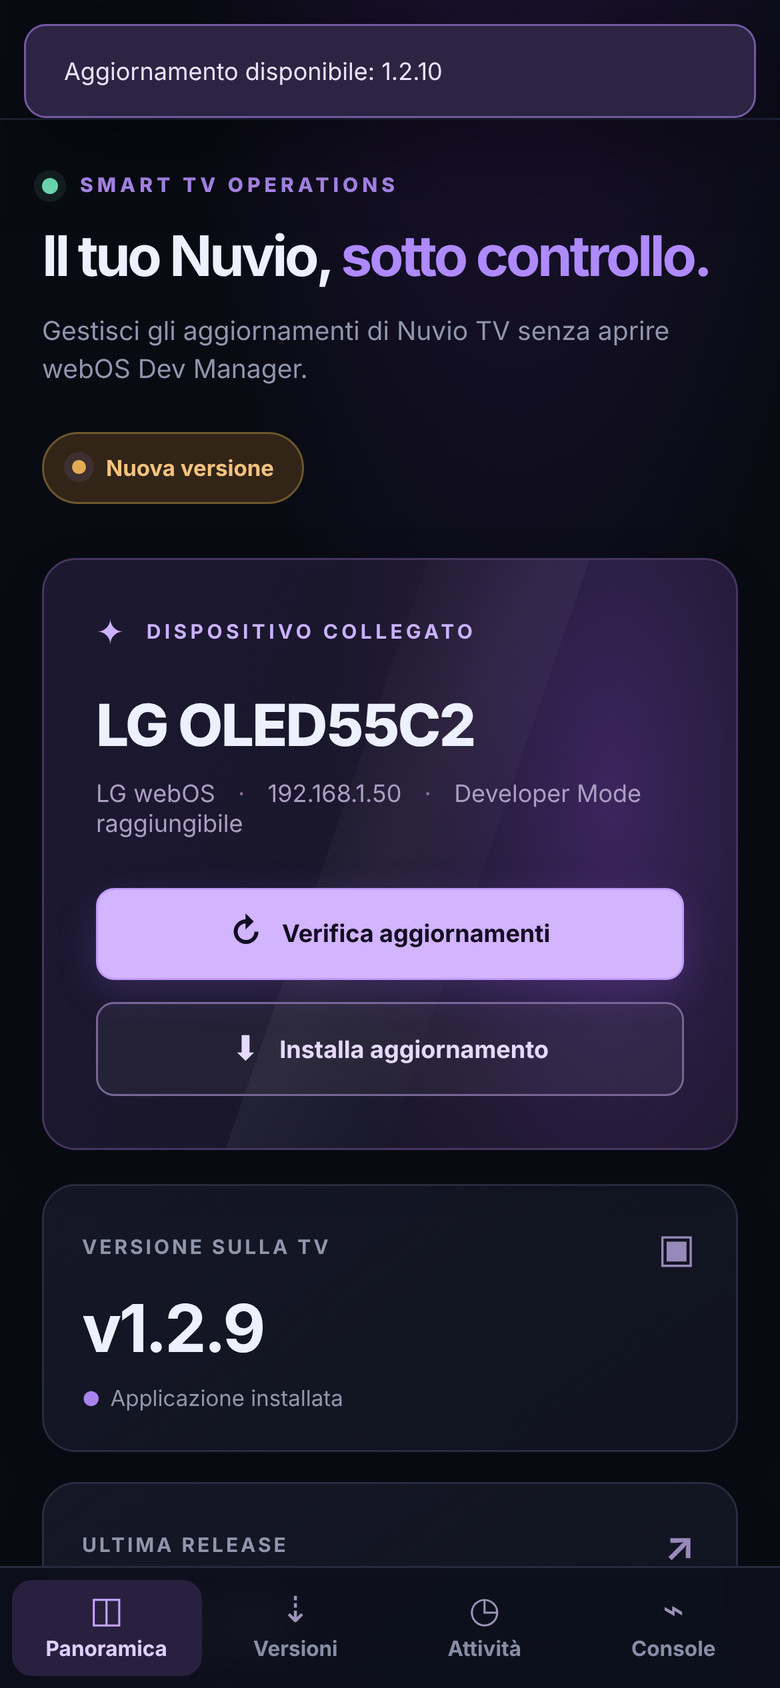 Aggiornamento disponibile: 1.2.10
SMART TV OPERATIONS
Il tuo Nuvio, sotto controllo.
Gestisci gli aggiornamenti di Nuvio TV senza aprire
webOS Dev Manager.
Nuova versione
DISPOSITIVO COLLEGATO
LG OLED55C2
LG webOS · 192.168.1.50 · Developer Mode
raggiungibile
Verifica aggiornamenti
Installa aggiornamento
VERSIONE SULLA TV
v1.2.9
Applicazione installata
ULTIMA RELEASE
Panoramica Versioni Attività Console